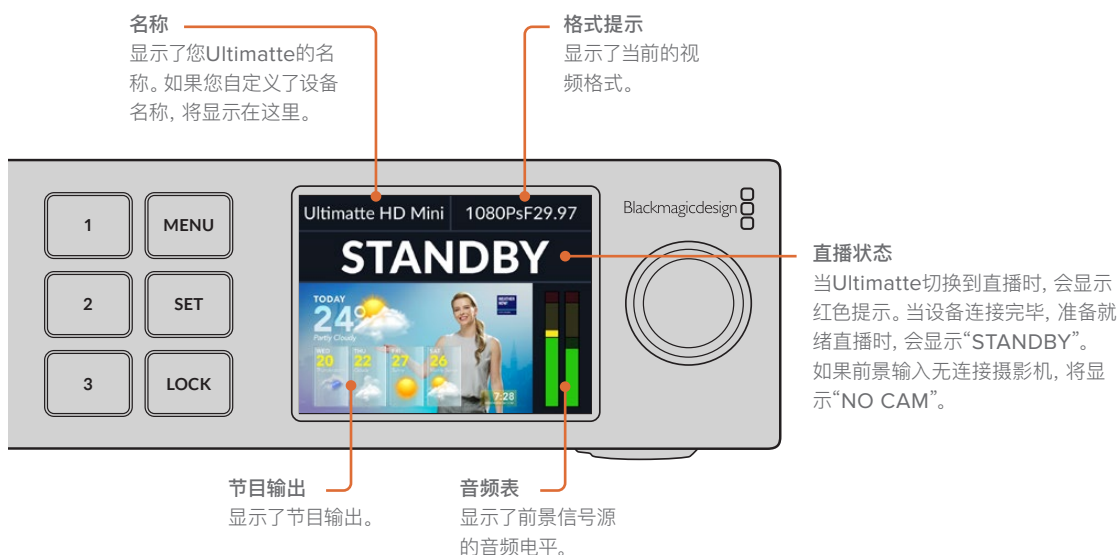 名称
显示了您Ultimatte的名
称。如果您自定义了设备
名称, 将显示在这里。
格式提示
显示了当前的视
频格式。
1
MENU
2
SET
3
LOCK
Ultimatte HD Mini
1080PsF29.97
STANDBY
TODAY
24°
Partly Cloudy
WEATHER
NOW!
WED
20
THU
22
FRI
27
SAT
26
7:28
Blackmagicdesign
直播状态
当Ultimatte切换到直播时, 会显示
红色提示。当设备连接完毕, 准备就
绪直播时, 会显示“STANDBY”。
如果前景输入无连接摄影机, 将显
示“NO CAM”。
节目输出
显示了节目输出。
音频表
显示了前景信号源
的音频电平。